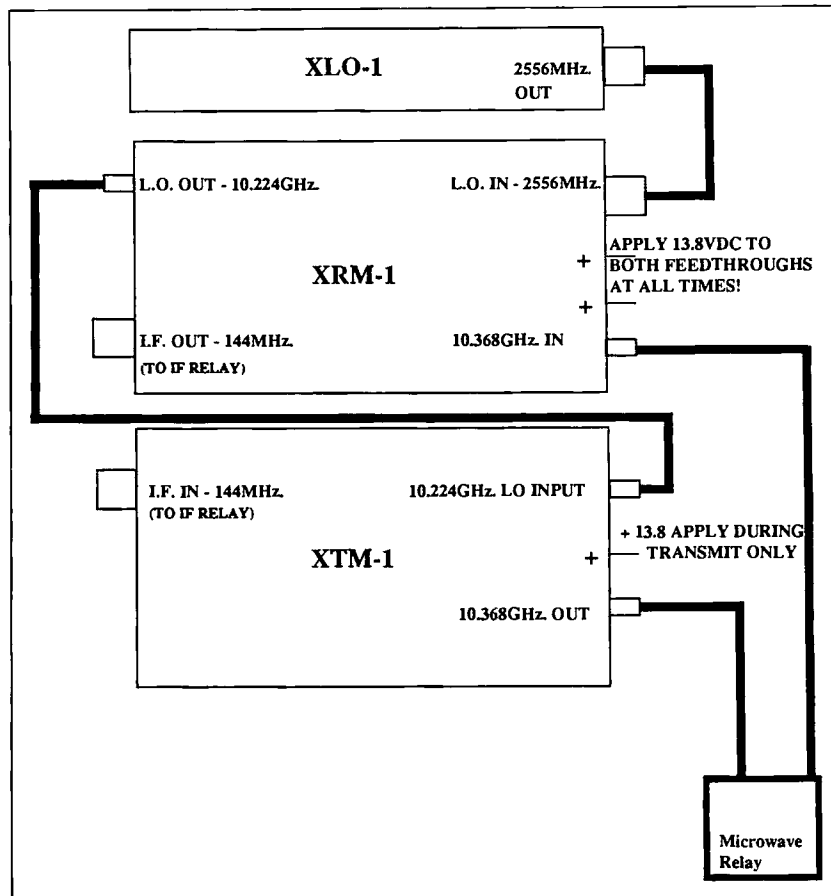 XLO-1
2556MHz.
OUT
L.O. OUT - 10.224GHz.
L.O. IN - 2556MHz.
XRM-1
+
+
APPLY 13.8VDC TO
BOTH FEEDTHROUGHS
AT ALL TIMES!
I.F. OUT - 144MHz.
(TO IF RELAY)
10.368GHz. IN
I.F. IN - 144MHz.
(TO IF RELAY)
10.224GHz. LO INPUT
XTM-1
+
+ 13.8 APPLY DURING
TRANSMIT ONLY
10.368GHz. OUT
Microwave
Relay